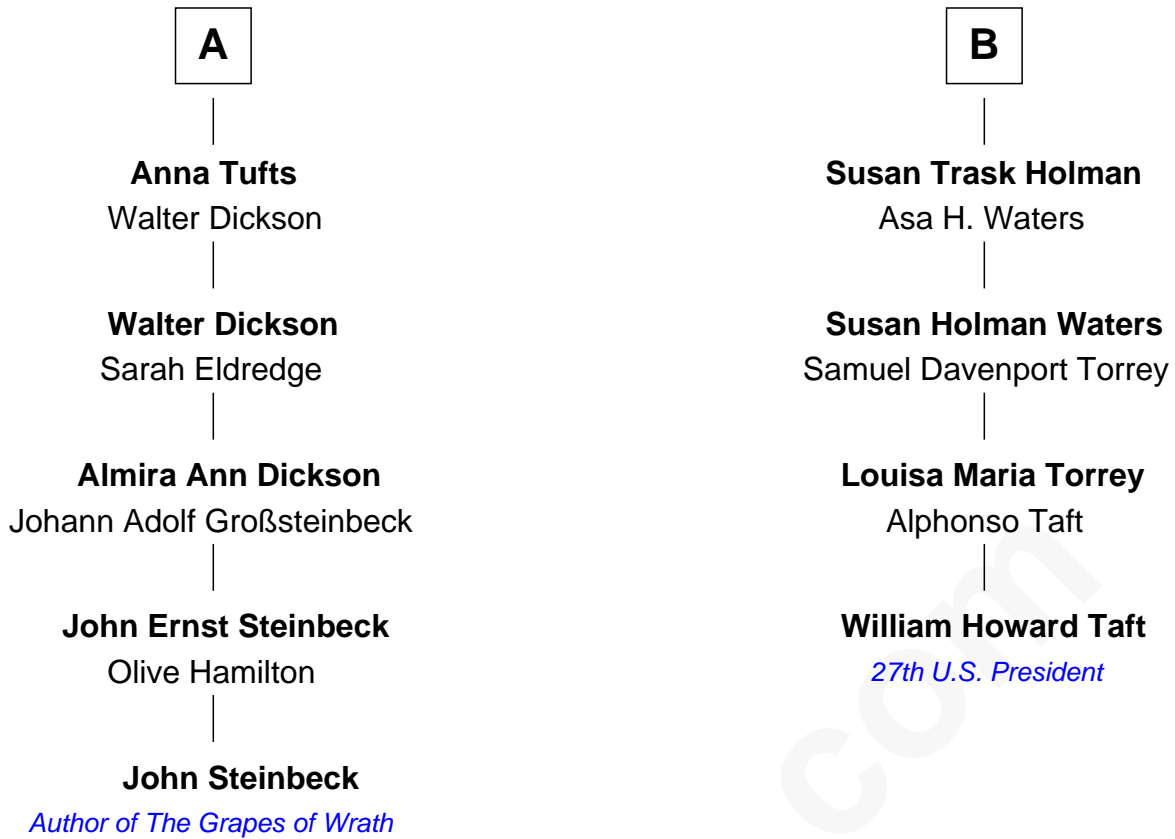 A
Anna Tufts
Walter Dickson
Walter Dickson
Sarah Eldredge
Almira Ann Dickson
Johann Adolf Großsteinbeck
John Ernst Steinbeck
Olive Hamilton
John Steinbeck
Author of The Grapes of Wrath
B
Susan Trask Holman
Asa H. Waters
Susan Holman Waters
Samuel Davenport Torrey
Louisa Maria Torrey
Alphonso Taft
William Howard Taft
27th U.S. President
com